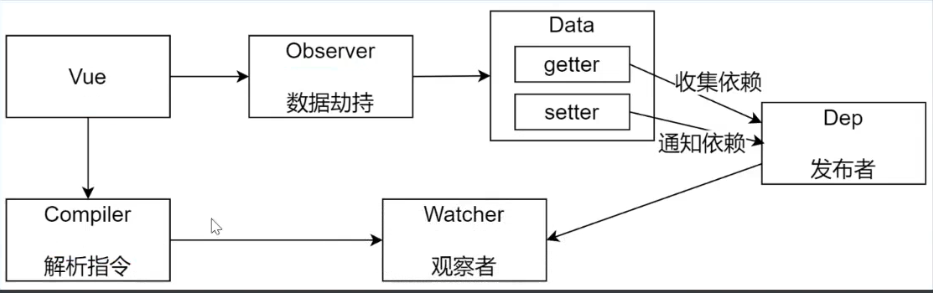 Vue
Observer
数据劫持
Data
getter
setter
收集依赖
通知依赖
Dep
发布者
Compiler
解析指令
Watcher
观察者